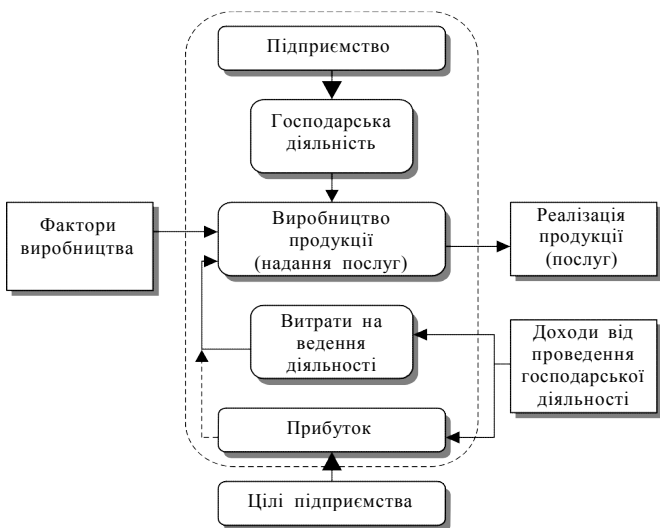 Підприємство
Господарська
діяльність
Фактори
виробництва
Виробництво
продукції
(надання послуг)
Реалізація
продукції
(послуг)
Витрати на
ведення
діяльності
Доходи від
проведення
господарської
діяльності
Прибуток
Цілі підприємства